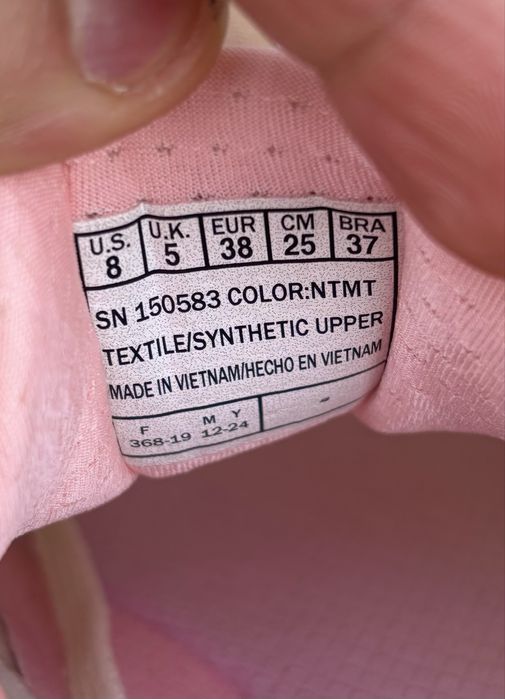 U.S. U.K. EUR CM BRA
8 5 38 25 37
SN 150583 COLOR:NTMT
TEXTILE/SYNTHETIC UPPER
MADE IN VIETNAM/HECHO EN VIETNAM
F M Y
368-19 12-24 -